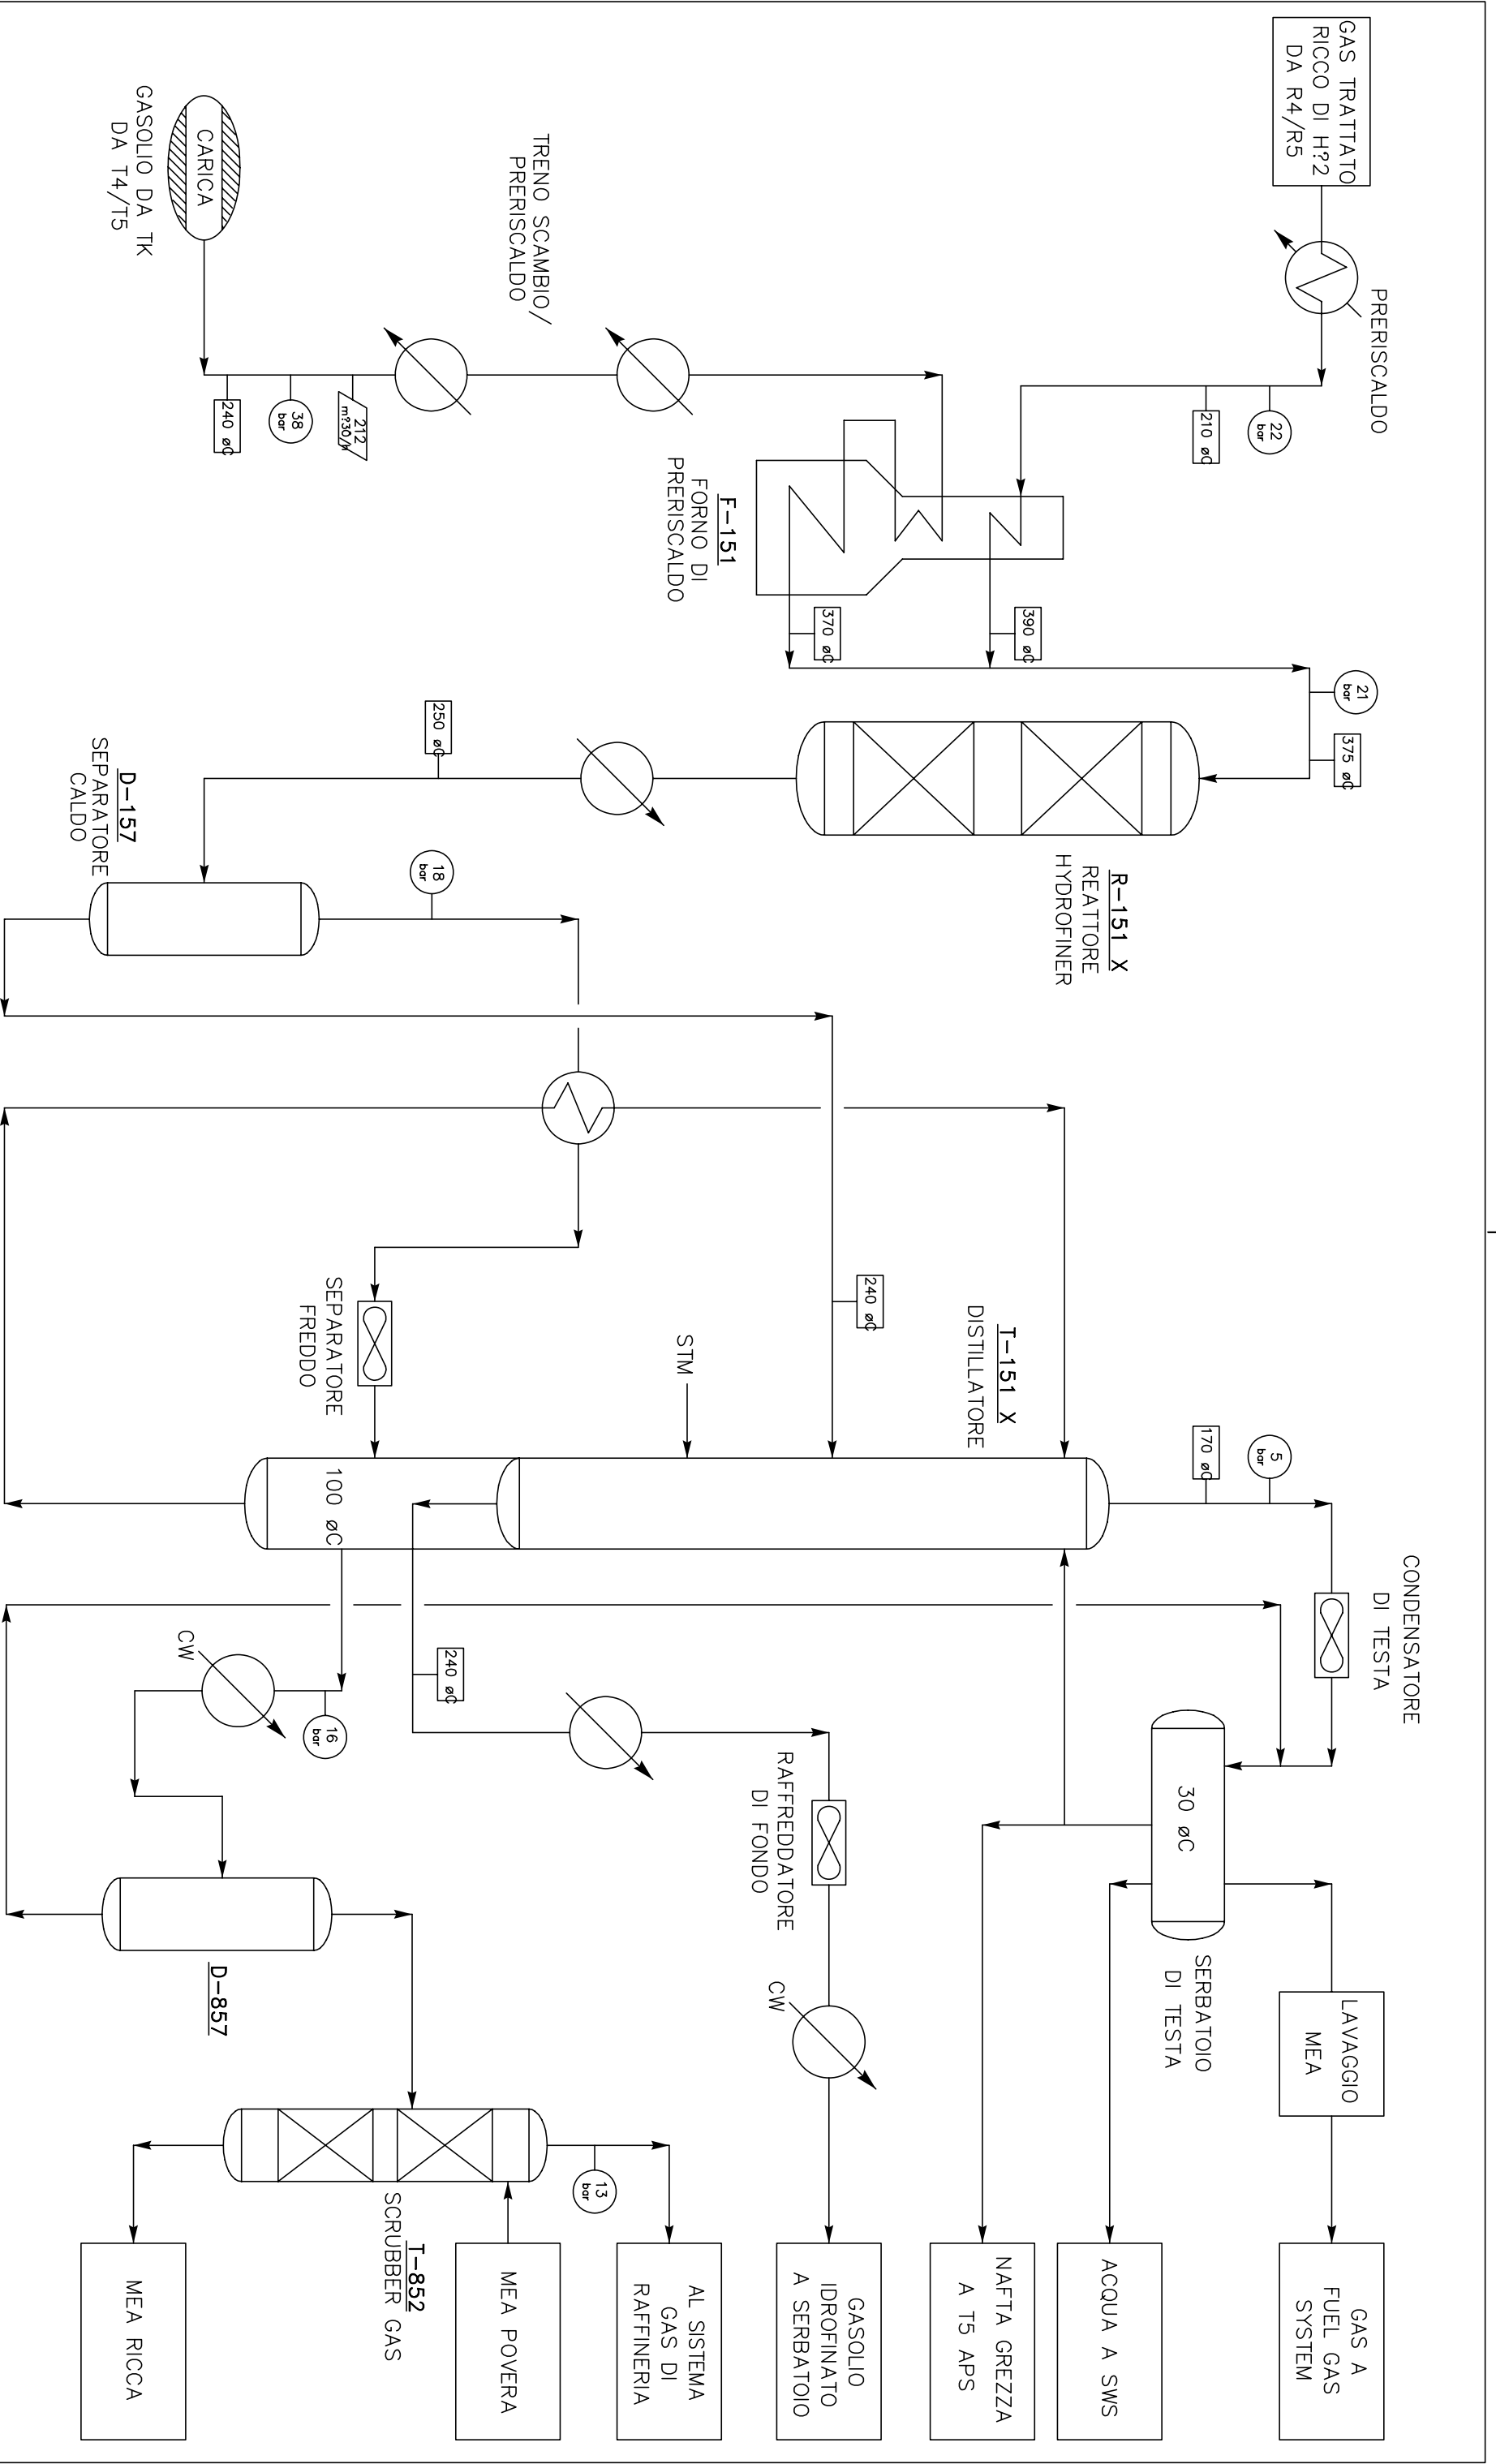 GAS TRATTATO
RICCO DI H?2
DA R4/R5
PRERISCALDO
22
bar
210 øC
CARICA
GASOLIO DA TK
DA T4/T5
TRENO SCAMBIO/
PRERISCALDO
240 øC
38
bar
212
m?30/h
F-151
FORNO DI
PRERISCALDO
390 øC
370 øC
21
bar
375 øC
R-151 X
REATTORE
HYDROFINER
250 øC
D-157
SEPARATORE
CALDO
18
bar
240 øC
T-151 X
DISTILLATORE
STM
SEPARATORE
FREDDO
100 øC
5
bar
170 øC
CONDENSATORE
DI TESTA
30 øC
SERBATOIO
DI TESTA
LAVAGGIO
MEA
240 øC
RAFFREDDATORE
DI FONDO
CW
CW
16
bar
D-857
13
bar
T-852
SCRUBBER GAS
GAS A
FUEL GAS
SYSTEM
ACQUA A SWS
NAFTA GREZZA
A T5 APS
GASOLIO
IDROFINATO
A SERBATOIO
AL SISTEMA
GAS DI
RAFFINERIA
MEA POVERA
MEA RICCA